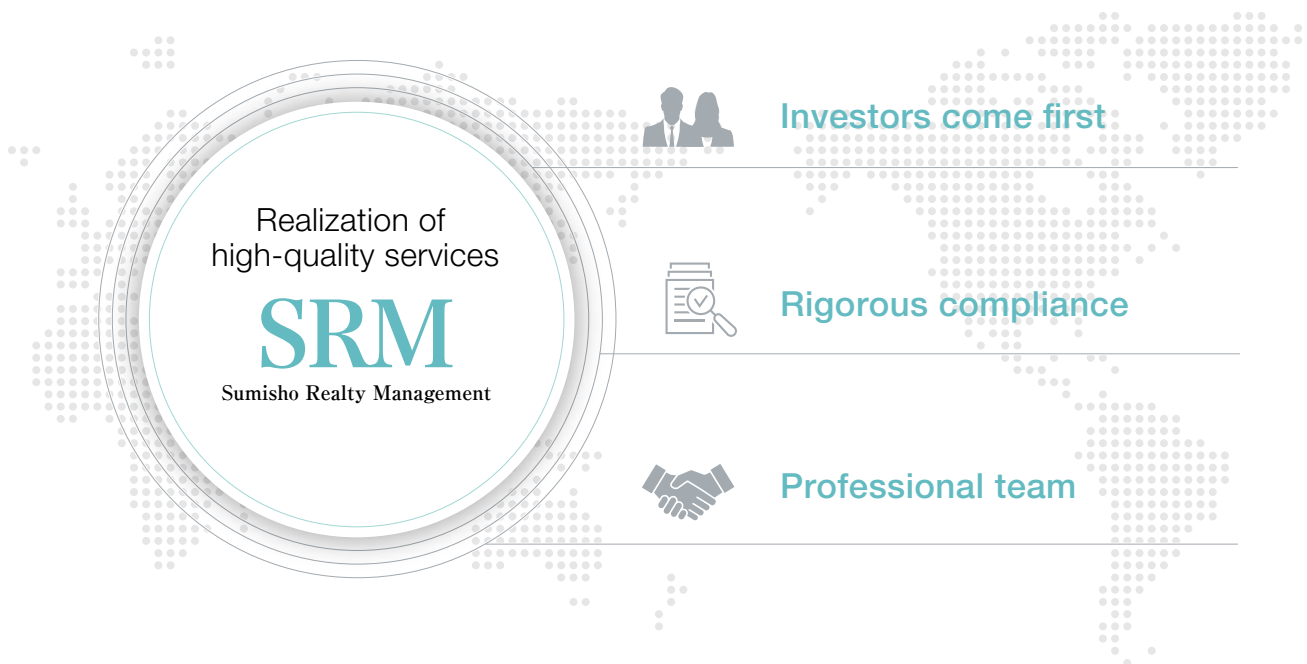 Realization of
high-quality services
SRM
Sumisho Realty Management
Investors come first
Rigorous compliance
Professional team